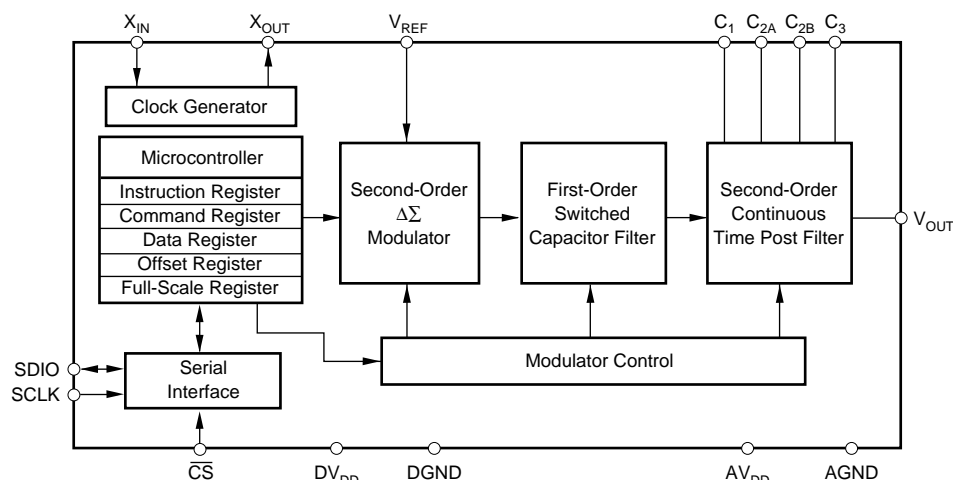 X_IN X_OUT V_REF C_1 C_2A C_2B C_3
Clock Generator
Microcontroller
Instruction Register
Command Register
Data Register
Offset Register
Full-Scale Register
Second-Order
ΔΣ
Modulator
First-Order
Switched
Capacitor Filter
Second-Order
Continuous
Time Post Filter
V_OUT
Modulator Control
SDIO
SCLK
Serial
Interface
C̅S̅ DV_DD DGND AV_DD AGND